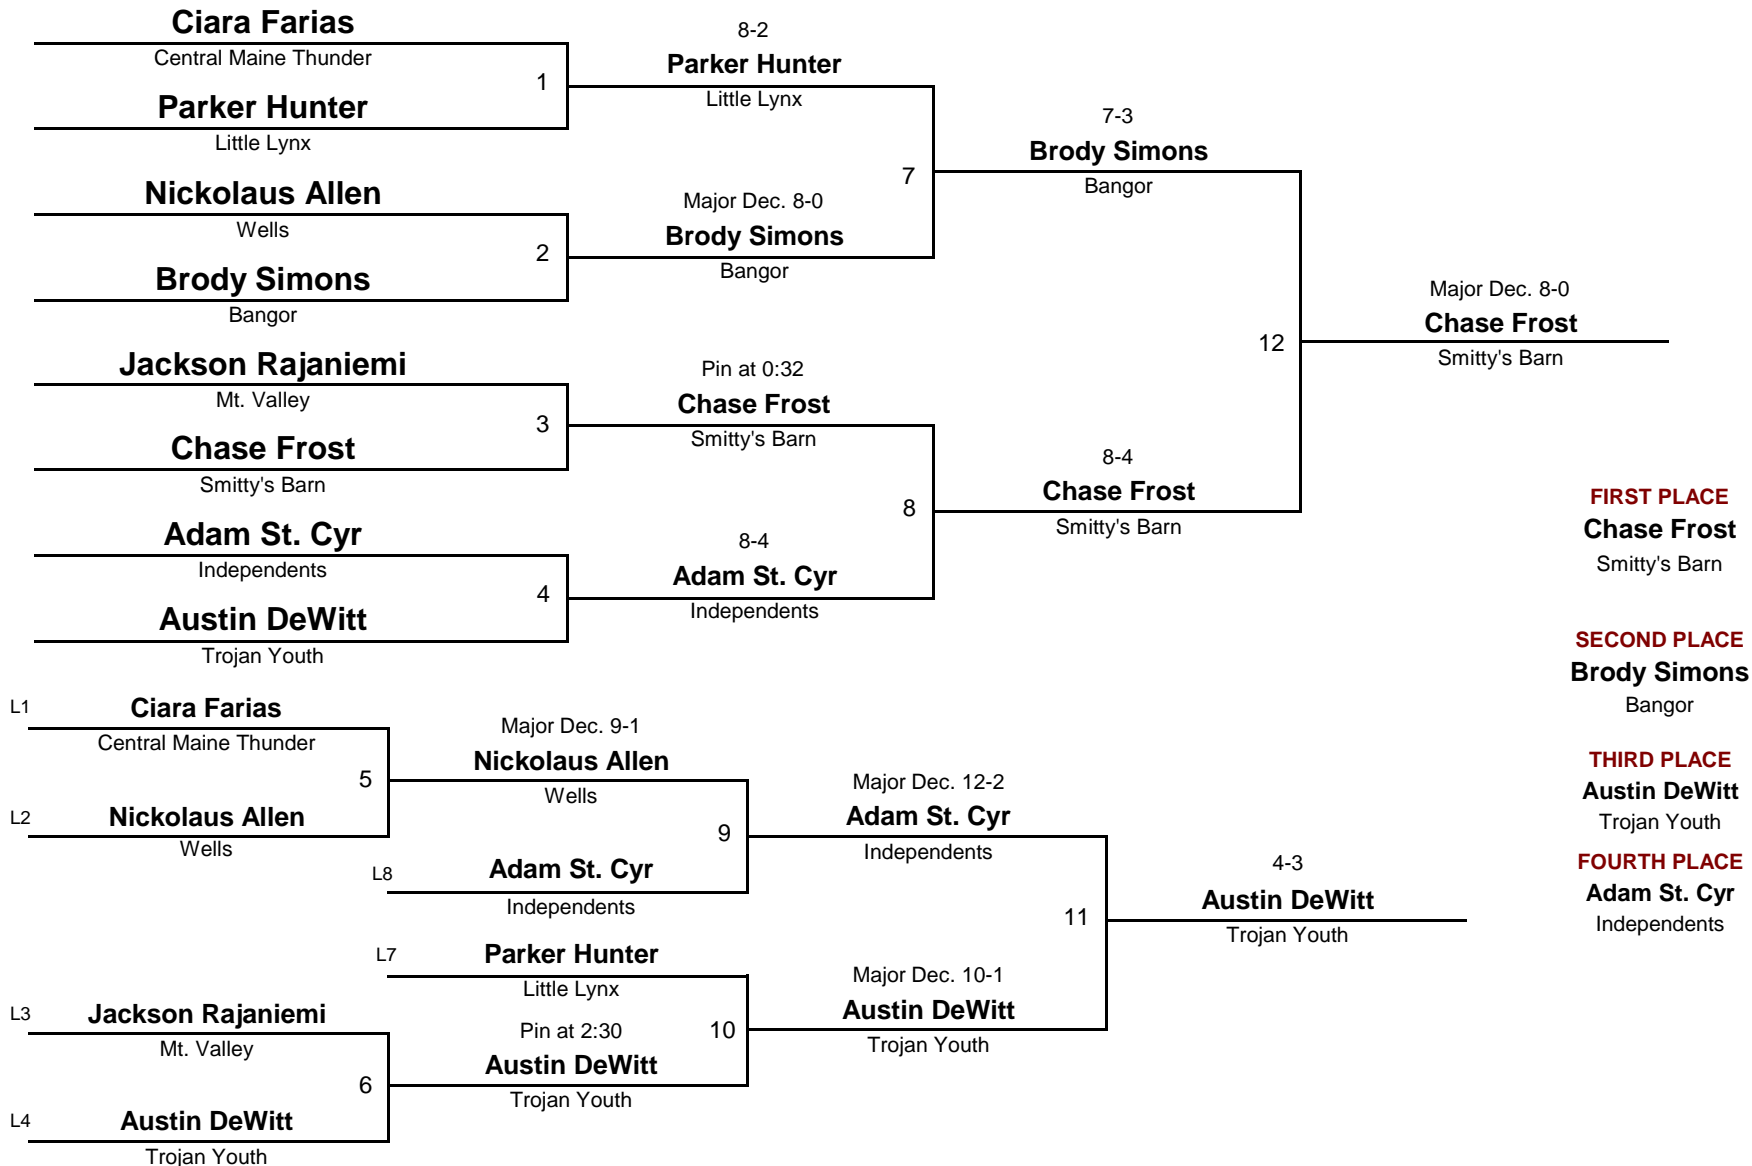 Ciara Farias
Central Maine Thunder
1
Parker Hunter
Little Lynx
8-2
Parker Hunter
Little Lynx
Nickolaus Allen
Wells
2
Brody Simons
Bangor
Major Dec. 8-0
Brody Simons
Bangor
7
7-3
Brody Simons
Bangor
Jackson Rajaniemi
Mt. Valley
3
Chase Frost
Smitty's Barn
Pin at 0:32
Chase Frost
Smitty's Barn
Adam St. Cyr
Independents
4
Austin DeWitt
Trojan Youth
8-4
Adam St. Cyr
Independents
8
8-4
Chase Frost
Smitty's Barn
12
Major Dec. 8-0
Chase Frost
Smitty's Barn
FIRST PLACE
Chase Frost
Smitty's Barn
SECOND PLACE
Brody Simons
Bangor
THIRD PLACE
Austin DeWitt
Trojan Youth
FOURTH PLACE
Adam St. Cyr
Independents
L1
Ciara Farias
Central Maine Thunder
5
L2
Nickolaus Allen
Wells
Major Dec. 9-1
Nickolaus Allen
Wells
9
L8
Adam St. Cyr
Independents
Major Dec. 12-2
Adam St. Cyr
Independents
L7
Parker Hunter
Little Lynx
L3
Jackson Rajaniemi
Mt. Valley
6
L4
Austin DeWitt
Trojan Youth
Pin at 2:30
Austin DeWitt
Trojan Youth
10
Major Dec. 10-1
Austin DeWitt
Trojan Youth
11
4-3
Austin DeWitt
Trojan Youth